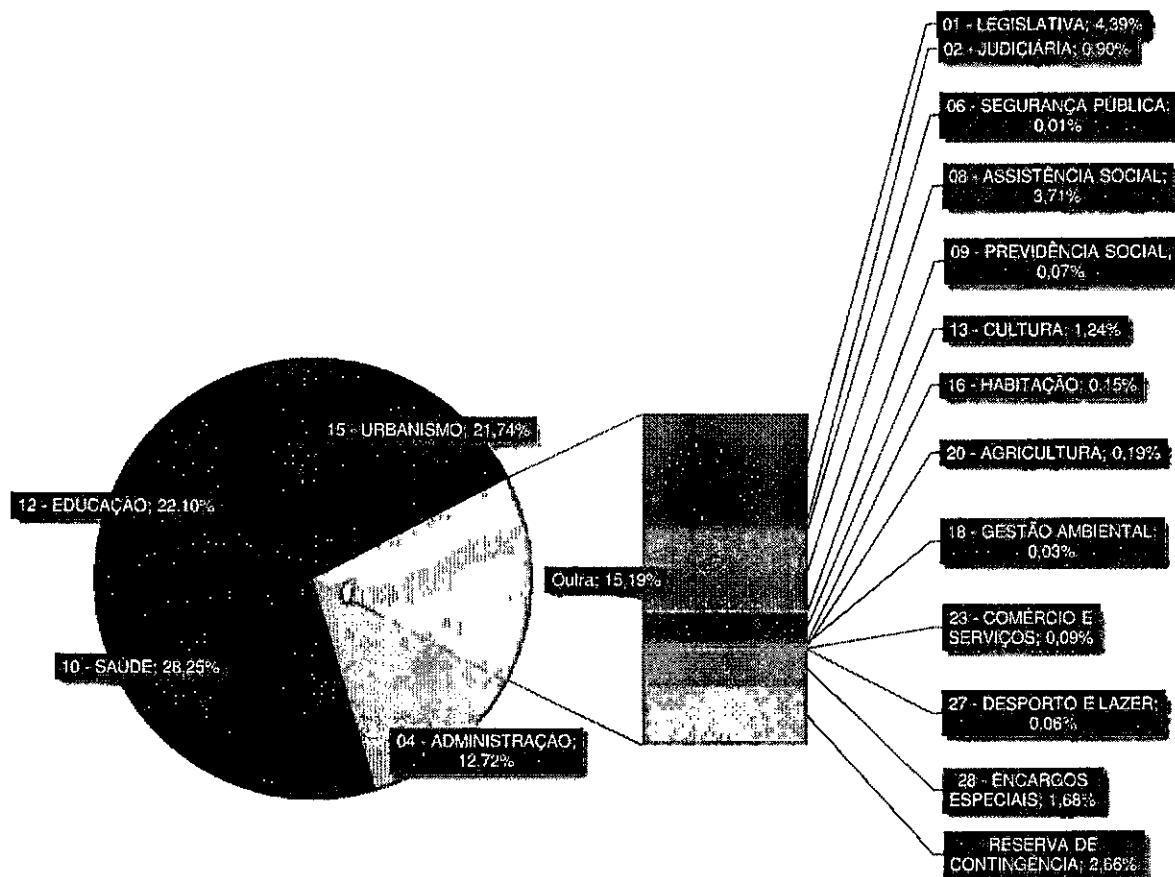 01 - LEGISLATIVA; 4,39%
02 - JUDICIÁRIA; 0,90%
06 - SEGURANÇA PÚBLICA;
0,01%
08 - ASSISTÊNCIA SOCIAL;
3,71%
09 - PREVIDÊNCIA SOCIAL;
0,07%
13 - CULTURA; 1,24%
16 - HABITAÇÃO; 0,15%
20 - AGRICULTURA; 0,19%
18 - GESTÃO AMBIENTAL;
0,03%
23 - COMÉRCIO E
SERVIÇOS; 0,09%
27 - DESPORTO E LAZER;
0,06%
28 - ENCARGOS
ESPECIAIS; 1,68%
RESERVA DE
CONTINGÊNCIA; 2,66%
15 - URBANISMO; 21,74%
12 - EDUCAÇÃO; 22,10%
Outra; 15,19%
10 - SAÚDE; 28,25%
04 - ADMINISTRAÇÃO;
12,72%